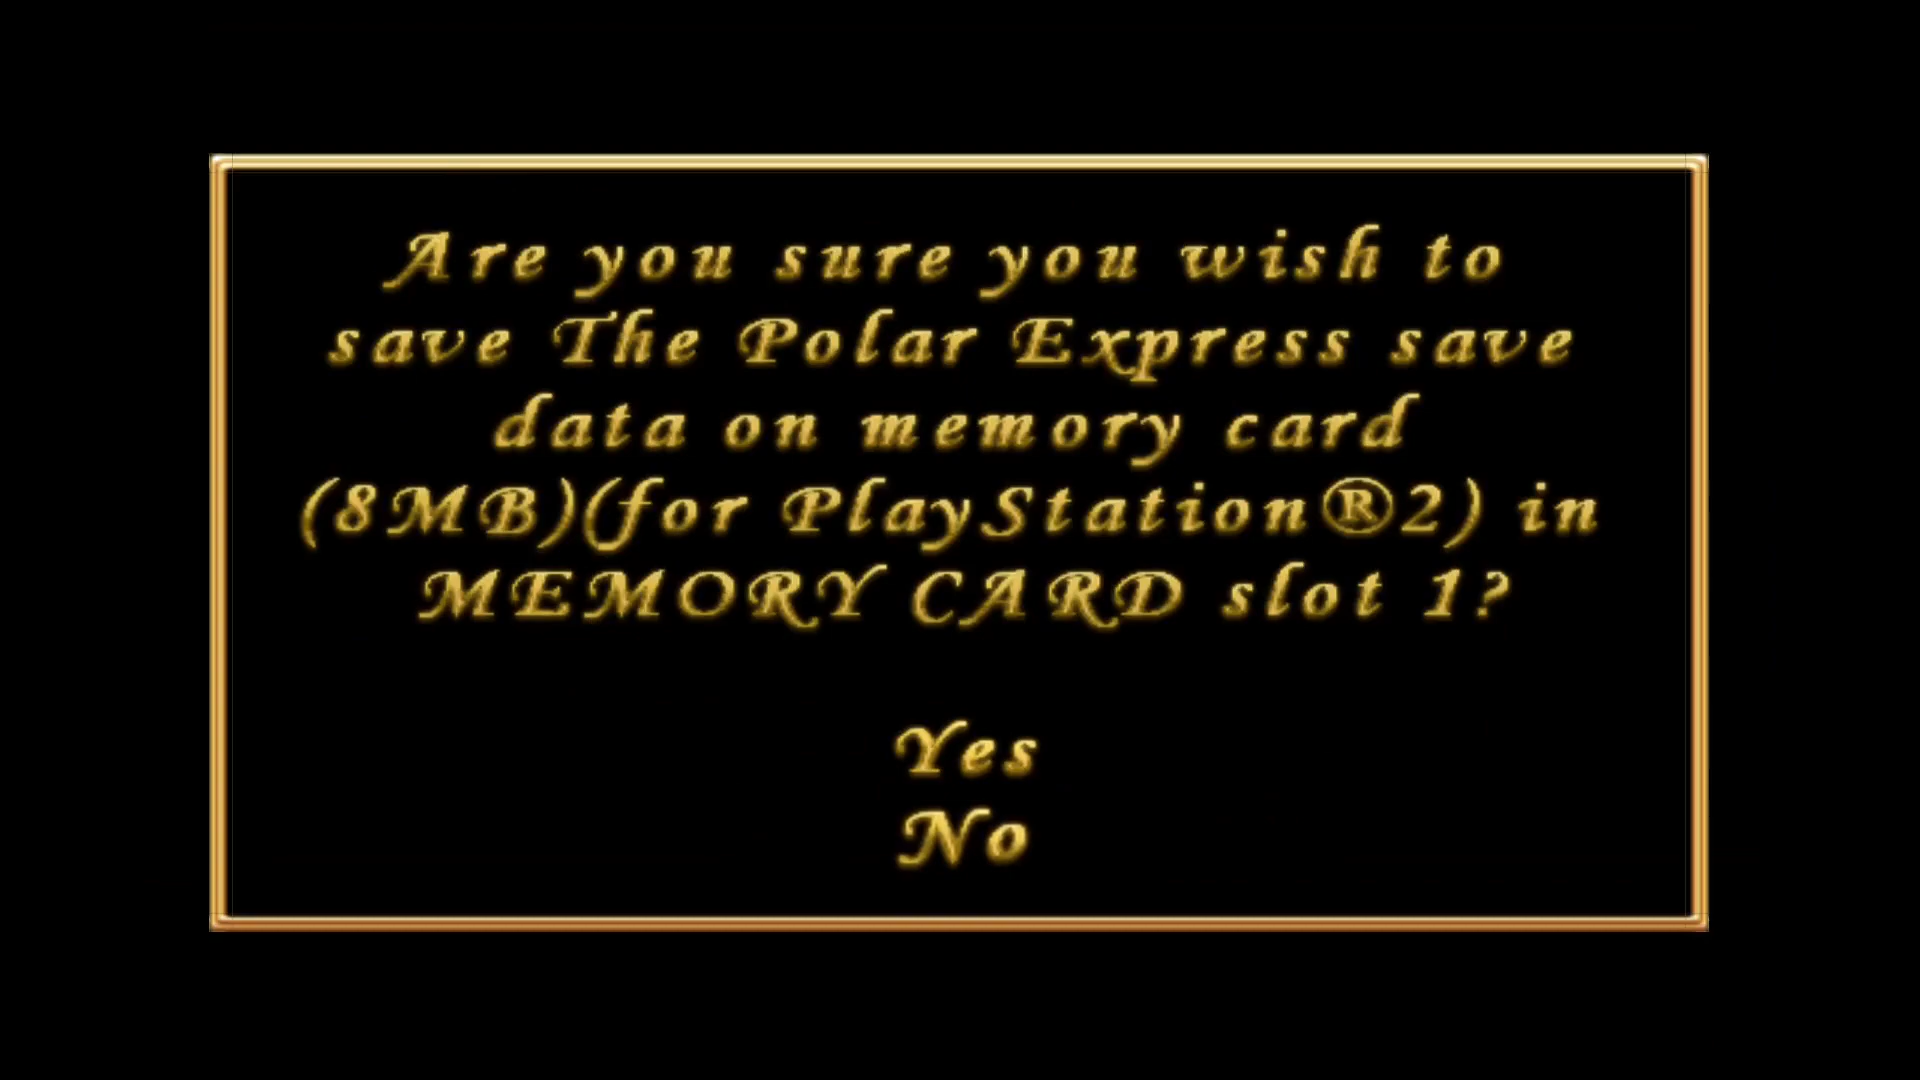 Are you sure you wish to
save The Polar Express save
data on memory card
(8MB)(for PlayStation®2) in
MEMORY CARD slot 1?
Yes
No